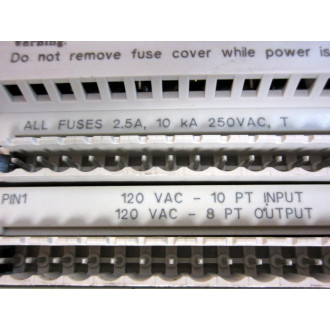 warning.
Do not remove fuse cover while power is
ALL FUSES 2.5A, 10 kA 250VAC, T
PIN1
120 VAC - 10 PT INPUT
120 VAC - 8 PT OUTPUT